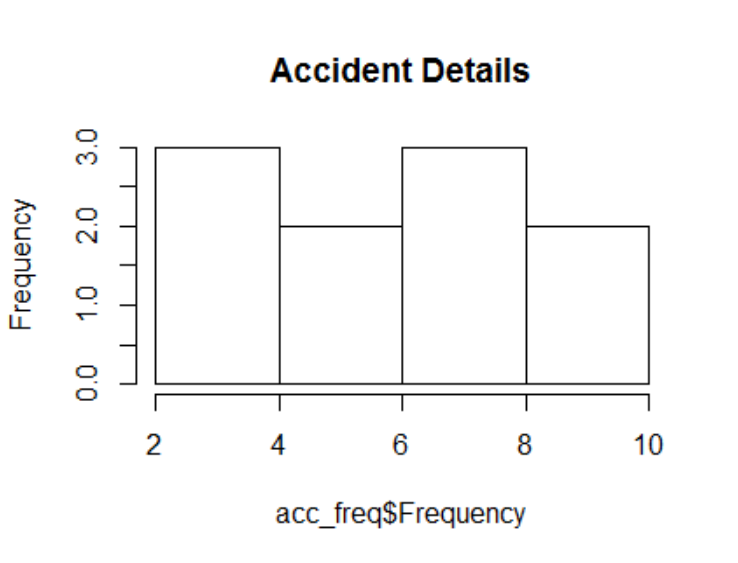 Accident Details
Frequency
3.0
2.0
1.0
0.0
2 4 6 8 10
acc_freq$Frequency